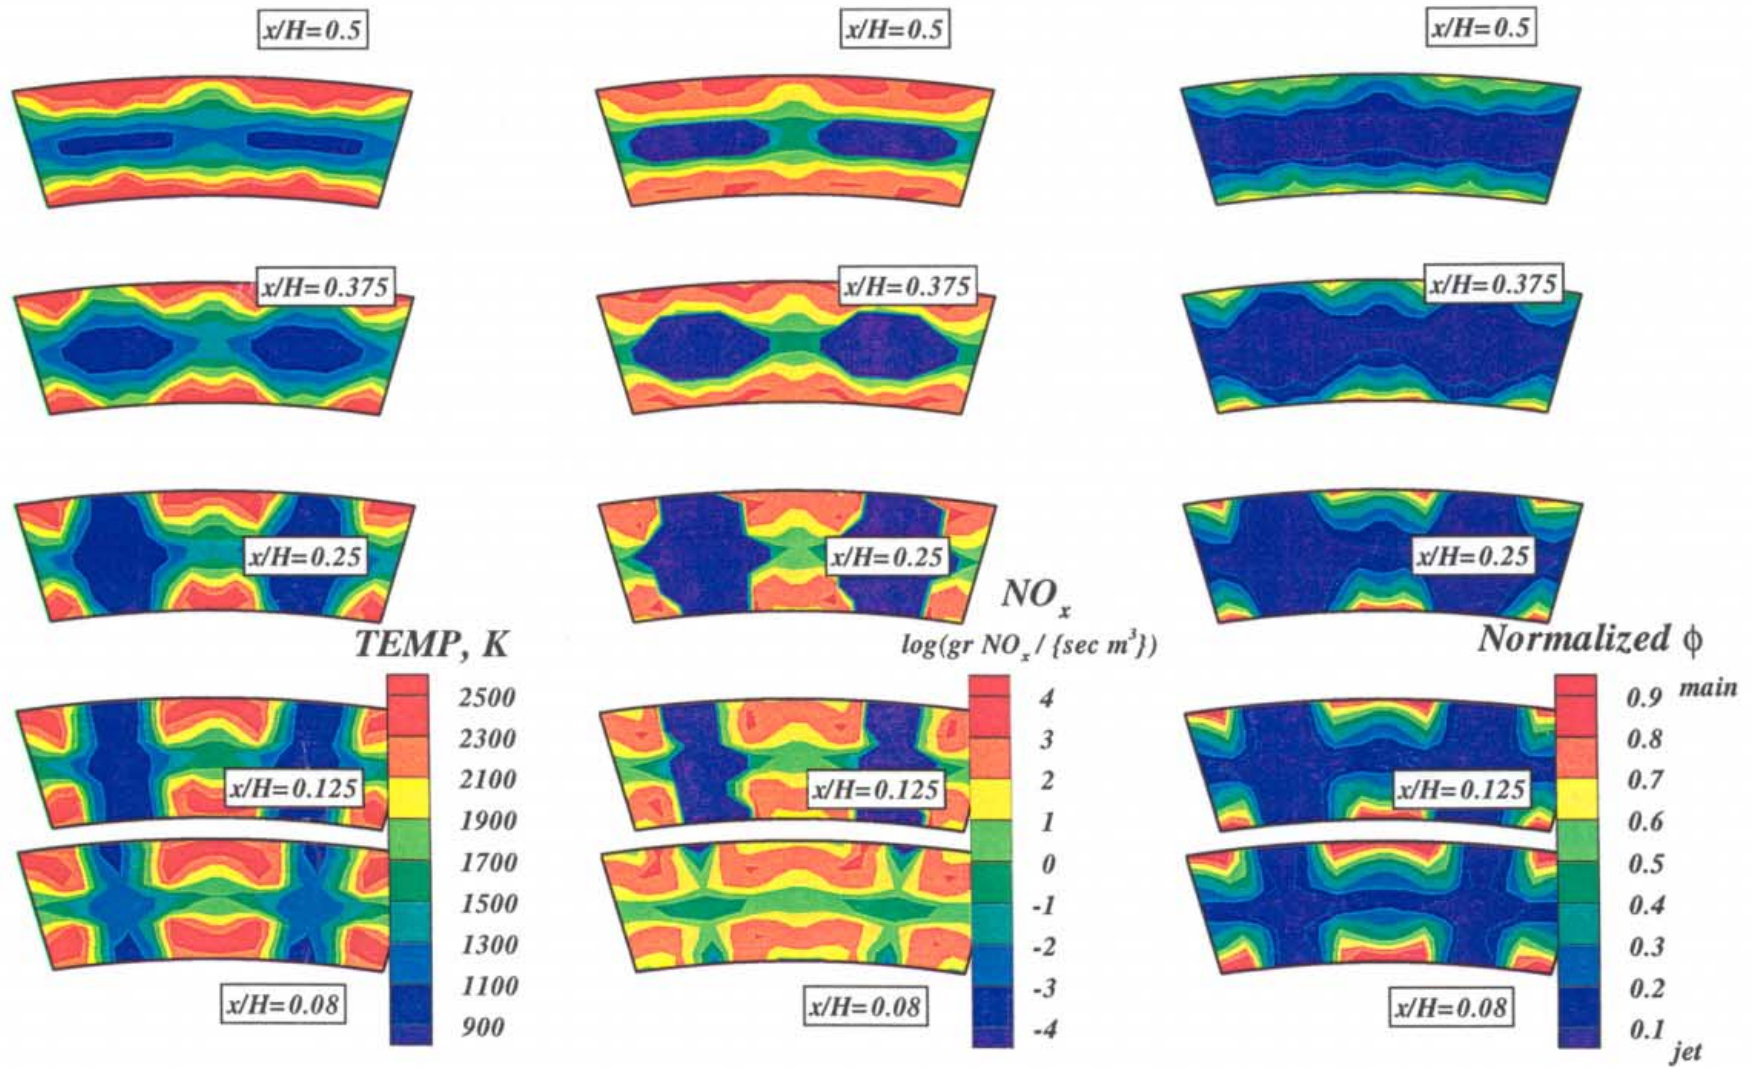 x/H=0.5
x/H=0.5
x/H=0.5
x/H=0.375
x/H=0.375
x/H=0.375
x/H=0.25
x/H=0.25
x/H=0.25
TEMP, K
2500
2300
2100
1900
1700
1500
1300
1100
900
NOx
log(gr NOx / {sec m³})
4
3
2
1
0
-1
-2
-3
-4
Normalized ϕ
0.9 main
0.8
0.7
0.6
0.5
0.4
0.3
0.2
0.1
jet
x/H=0.125
x/H=0.125
x/H=0.125
x/H=0.08
x/H=0.08
x/H=0.08